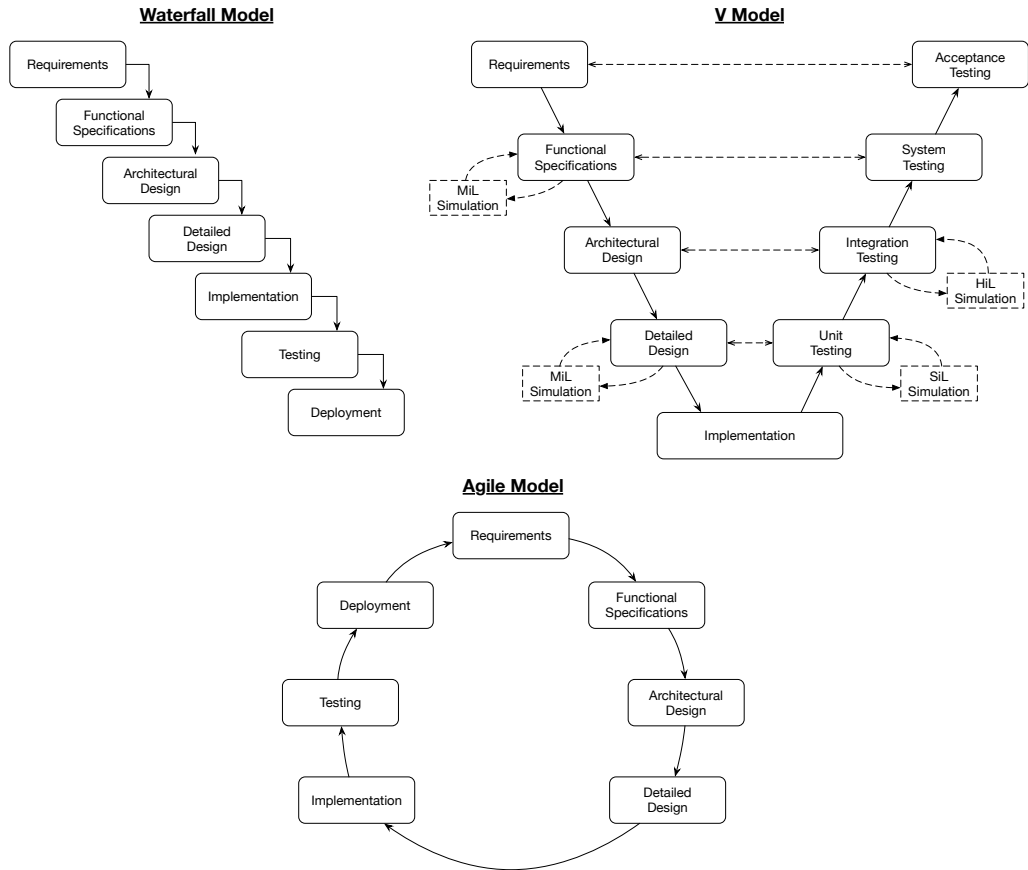 Waterfall Model
Requirements
Functional
Specifications
Architectural
Design
Detailed
Design
Implementation
Testing
Deployment
V Model
Requirements
Acceptance
Testing
Functional
Specifications
System
Testing
MiL
Simulation
Architectural
Design
Integration
Testing
HiL
Simulation
Detailed
Design
Unit
Testing
MiL
Simulation
SiL
Simulation
Implementation
Agile Model
Requirements
Functional
Specifications
Architectural
Design
Detailed
Design
Implementation
Testing
Deployment